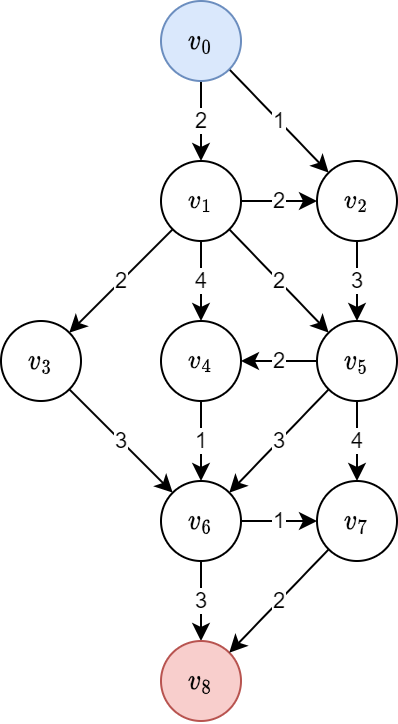 v₀
2 1
v₁ 2 v₂
2 4 2 3
v₃ v₄ 2 v₅
3 1 3 4
v₆ 1 v₇
3 2
v₈